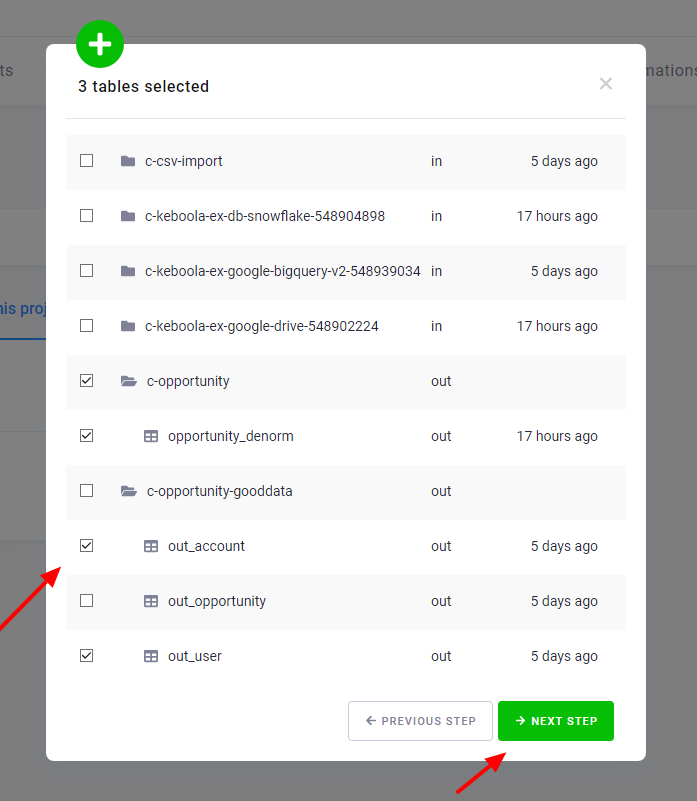 3 tables selected
ts
mations
c-csv-import in 5 days ago
c-keboola-ex-db-snowflake-548904898 in 17 hours ago
c-keboola-ex-google-bigquery-v2-548939034 in 5 days ago
his proj
c-keboola-ex-google-drive-548902224 in 17 hours ago
c-opportunity out
opportunity_denorm out 17 hours ago
c-opportunity-gooddata out
out_account out 5 days ago
out_opportunity out 5 days ago
out_user out 5 days ago
PREVIOUS STEP NEXT STEP